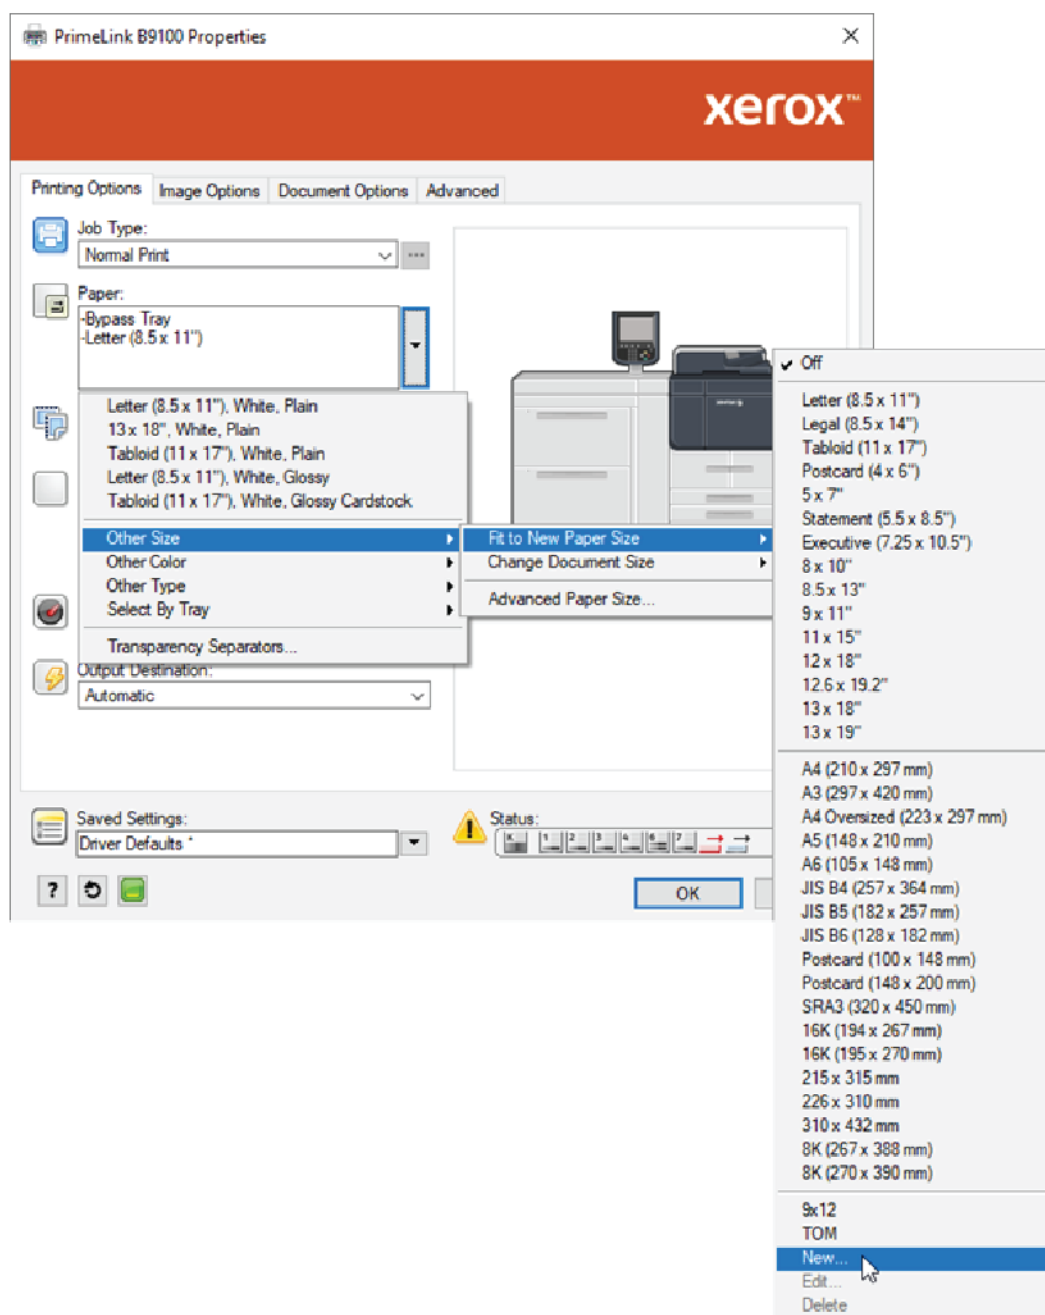 PrimeLink B9100 Properties
xerox™
Printing Options
Image Options
Document Options
Advanced
Job Type:
Normal Print
Paper:
-Bypass Tray
-Letter (8.5 x 11")
Letter (8.5 x 11"), White, Plain
13 x 18", White, Plain
Tabloid (11 x 17"), White, Plain
Letter (8.5 x 11"), White, Glossy
Tabloid (11 x 17"), White, Glossy Cardstock
Other Size
Other Color
Other Type
Select By Tray
Transparency Separators...
Fit to New Paper Size
Change Document Size
Advanced Paper Size...
Output Destination:
Automatic
Saved Settings:
Driver Defaults *
Status:
K 1 2 3 4 6 7
OK
Off
Letter (8.5 x 11")
Legal (8.5 x 14")
Tabloid (11 x 17")
Postcard (4 x 6")
5 x 7"
Statement (5.5 x 8.5")
Executive (7.25 x 10.5")
8 x 10"
8.5 x 13"
9 x 11"
11 x 15"
12 x 18"
12.6 x 19.2"
13 x 18"
13 x 19"
A4 (210 x 297 mm)
A3 (297 x 420 mm)
A4 Oversized (223 x 297 mm)
A5 (148 x 210 mm)
A6 (105 x 148 mm)
JIS B4 (257 x 364 mm)
JIS B5 (182 x 257 mm)
JIS B6 (128 x 182 mm)
Postcard (100 x 148 mm)
Postcard (148 x 200 mm)
SRA3 (320 x 450 mm)
16K (194 x 267 mm)
16K (195 x 270 mm)
215 x 315 mm
226 x 310 mm
310 x 432 mm
8K (267 x 388 mm)
8K (270 x 390 mm)
9x12
TOM
New...
Edit...
Delete